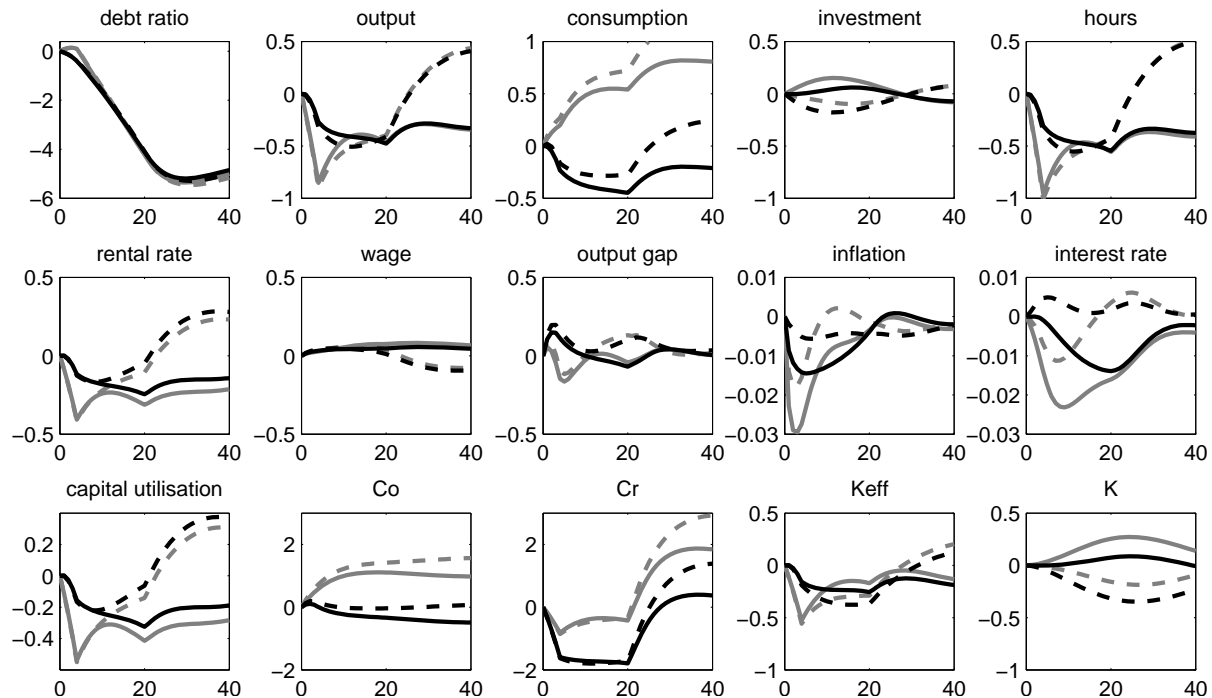 debt ratio output consumption investment hours
0 0.5 1 0.5 0.5
−2 0 0.5 0 0
−4 −0.5 0 −0.5 −0.5
−6 −1 −0.5 −1 −1
0 20 40 0 20 40 0 20 40 0 20 40 0 20 40
rental rate wage output gap inflation interest rate
0.5 0.5 0.5 0.01 0.01
0 0 0 0 0
−0.01 −0.01
−0.02 −0.02
−0.5 −0.5 −0.5 −0.03 −0.03
0 20 40 0 20 40 0 20 40 0 20 40 0 20 40
capital utilisation Co Cr Keff K
0.2 2 2 0.5 0.5
0 0 0 0 0
−0.2 −0.5 −0.5
−0.4 −2 −2 −1 −1
0 20 40 0 20 40 0 20 40 0 20 40 0 20 40